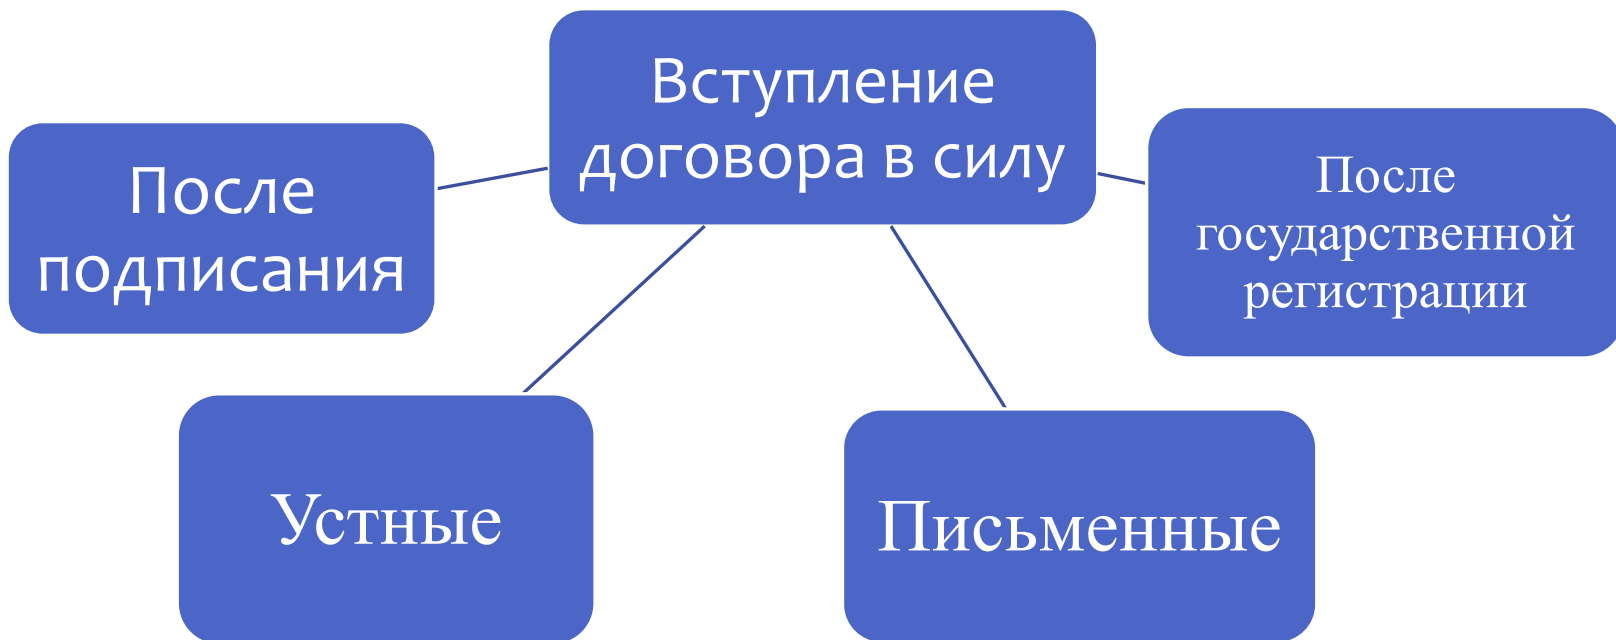 Вступление
договора в силу
После
подписания
После
государственной
регистрации
Устные
Письменные